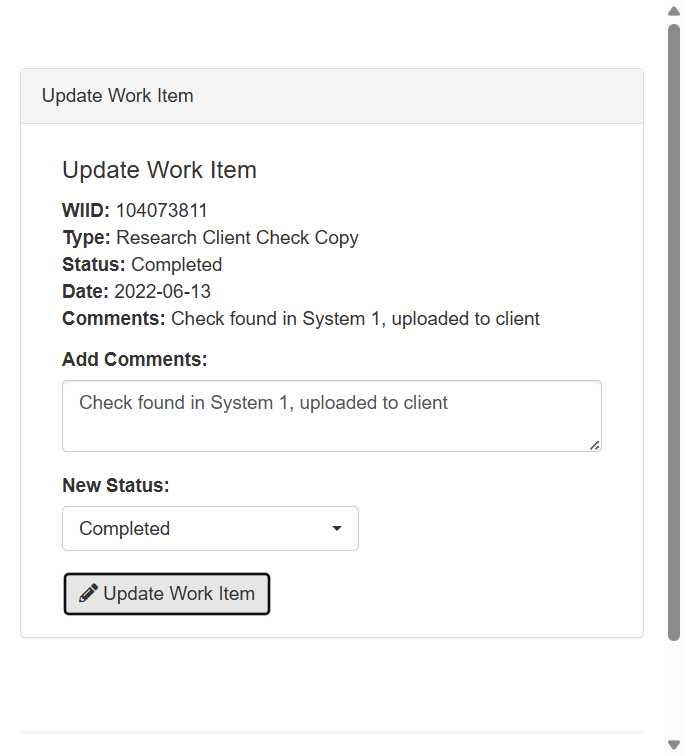 Update Work Item
Update Work Item
WIID: 104073811
Type: Research Client Check Copy
Status: Completed
Date: 2022-06-13
Comments: Check found in System 1, uploaded to client
Add Comments:
Check found in System 1, uploaded to client
New Status:
Completed
Update Work Item